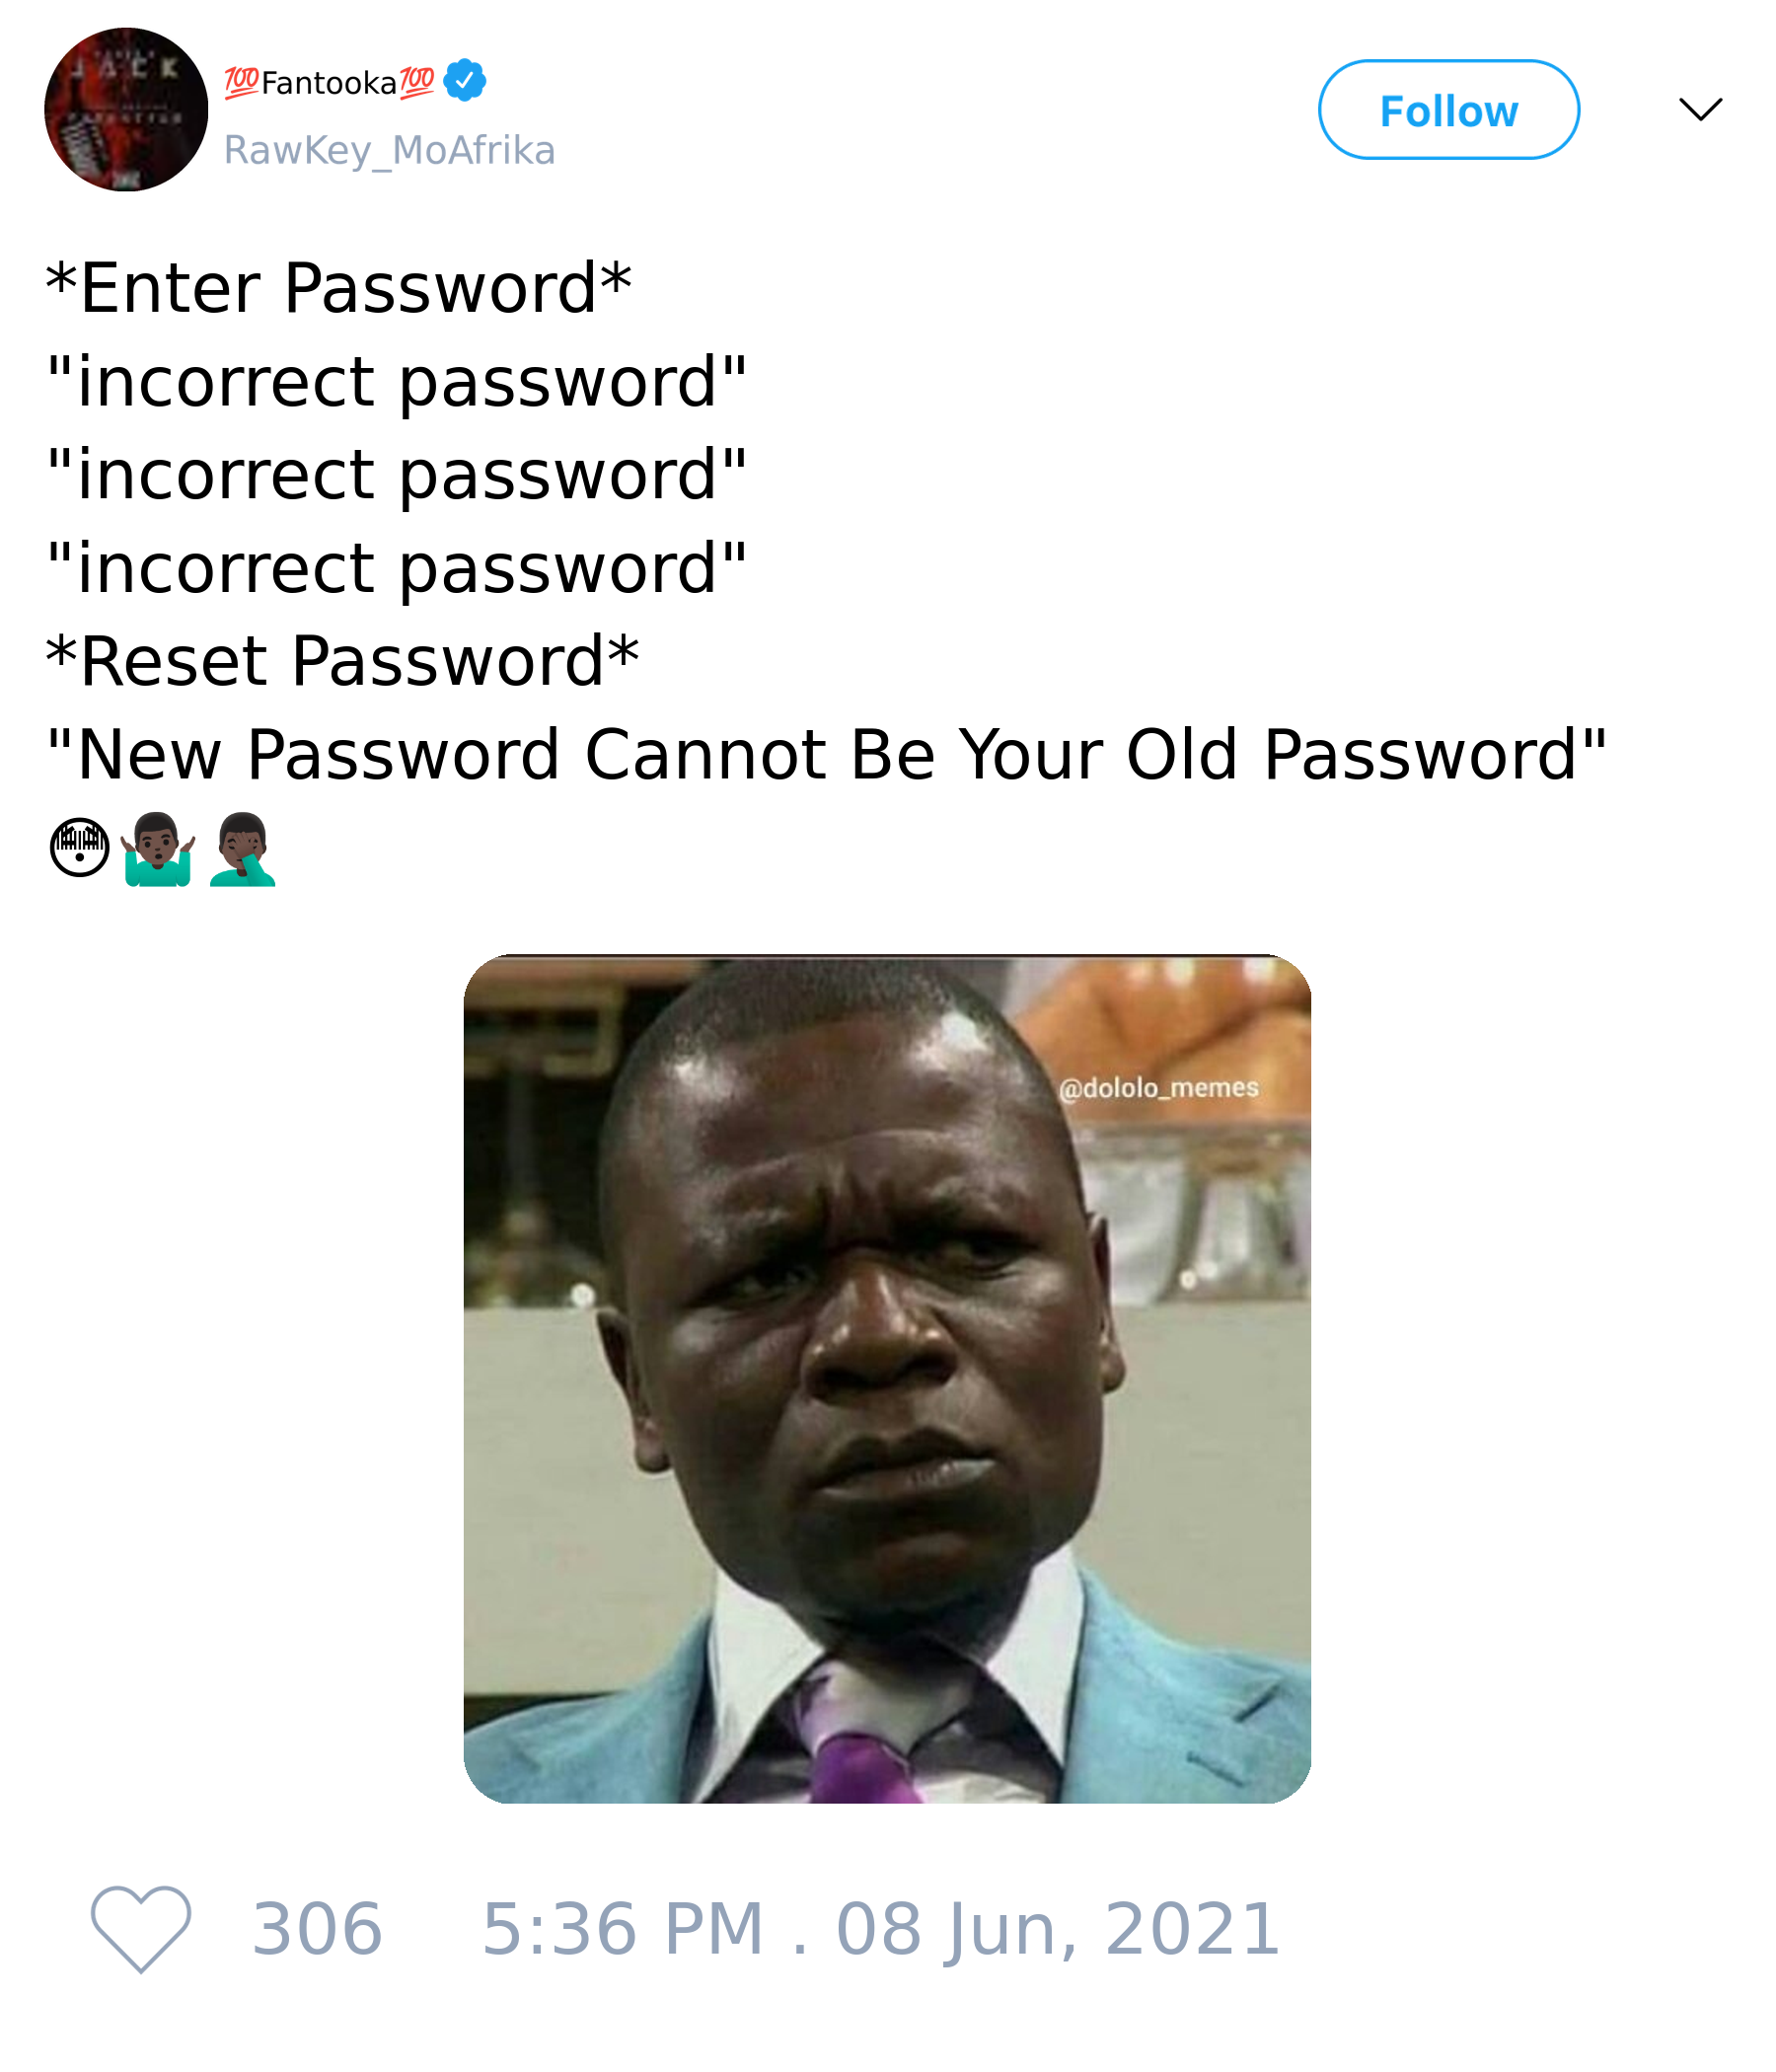 JACK
💯Fantooka💯
RawKey_MoAfrika
Follow
*Enter Password*
"incorrect password"
"incorrect password"
"incorrect password"
*Reset Password*
"New Password Cannot Be Your Old Password"
😳🤷🏿‍♂️🤦🏿‍♂️
@dololo_memes
306 5:36 PM . 08 Jun, 2021